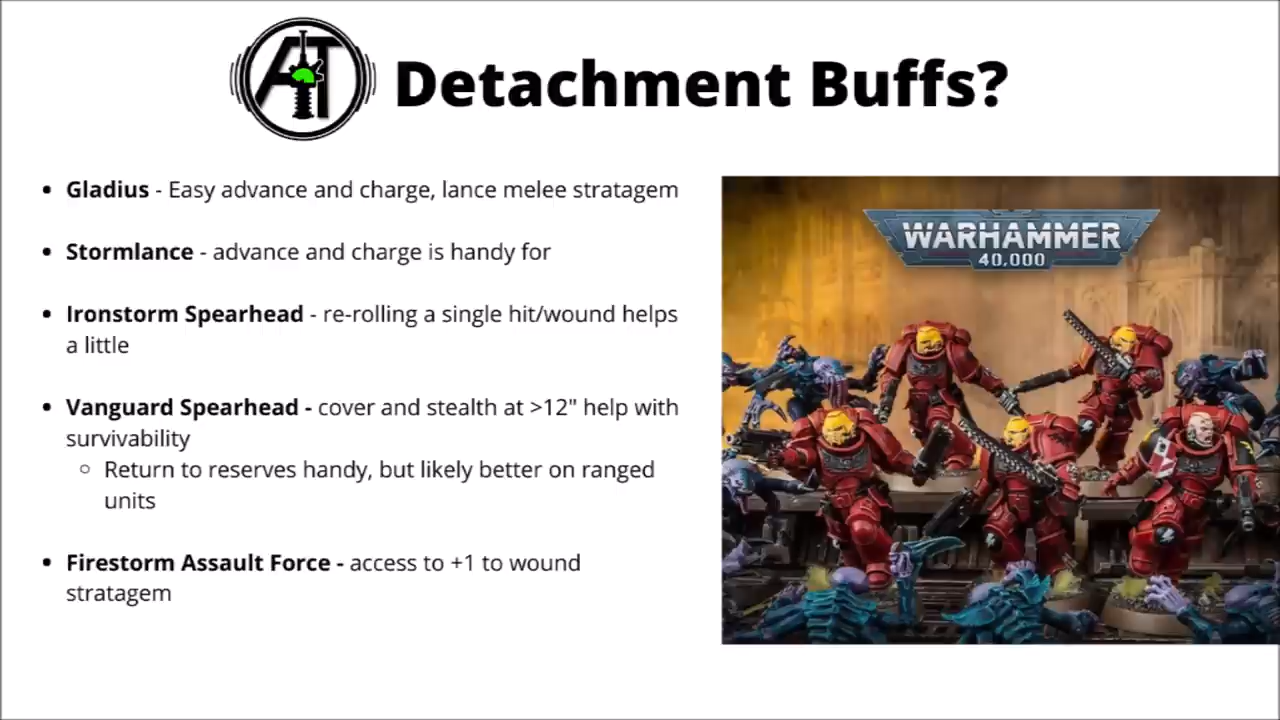 AT
Detachment Buffs?
• Gladius - Easy advance and charge, lance melee stratagem
• Stormlance - advance and charge is handy for
• Ironstorm Spearhead - re-rolling a single hit/wound helps
a little
• Vanguard Spearhead - cover and stealth at >12" help with
survivability
○ Return to reserves handy, but likely better on ranged
units
• Firestorm Assault Force - access to +1 to wound
stratagem
WARHAMMER
40,000